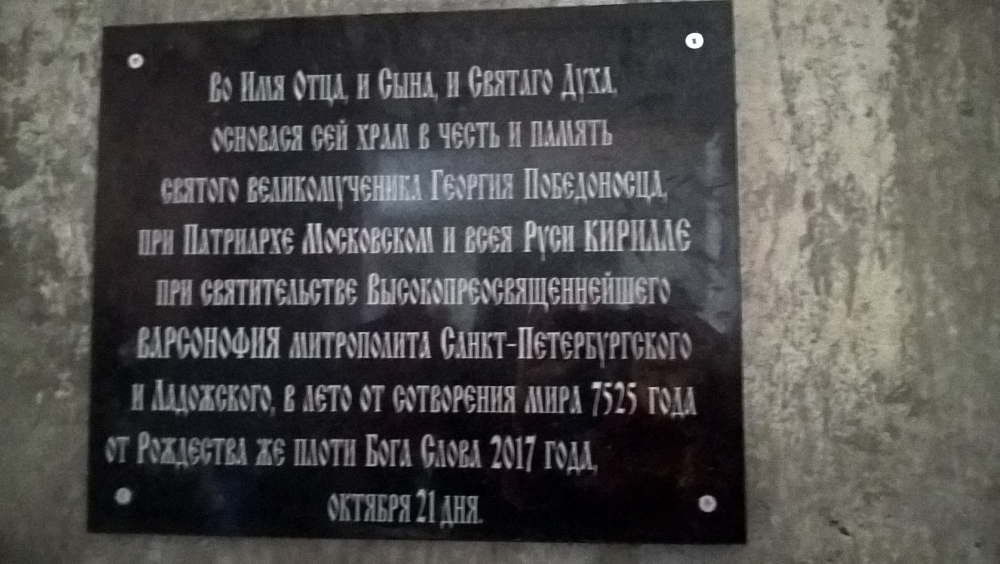 Во Имя Отца, и Сына, и Святаго Духа,
основася сей храм в честь и память
святого великомученика Георгия Победоносца,
при Патриархе Московском и всея Руси КИРИЛЛЕ
при святительстве Высокопреосвященнейшего
ВАРСОНОФИЯ митрополита Санкт-Петербургского
и Ладожского, в лето от сотворения мира 7525 года
от Рождества же плоти Бога Слова 2017 года,
октября 21 дня.